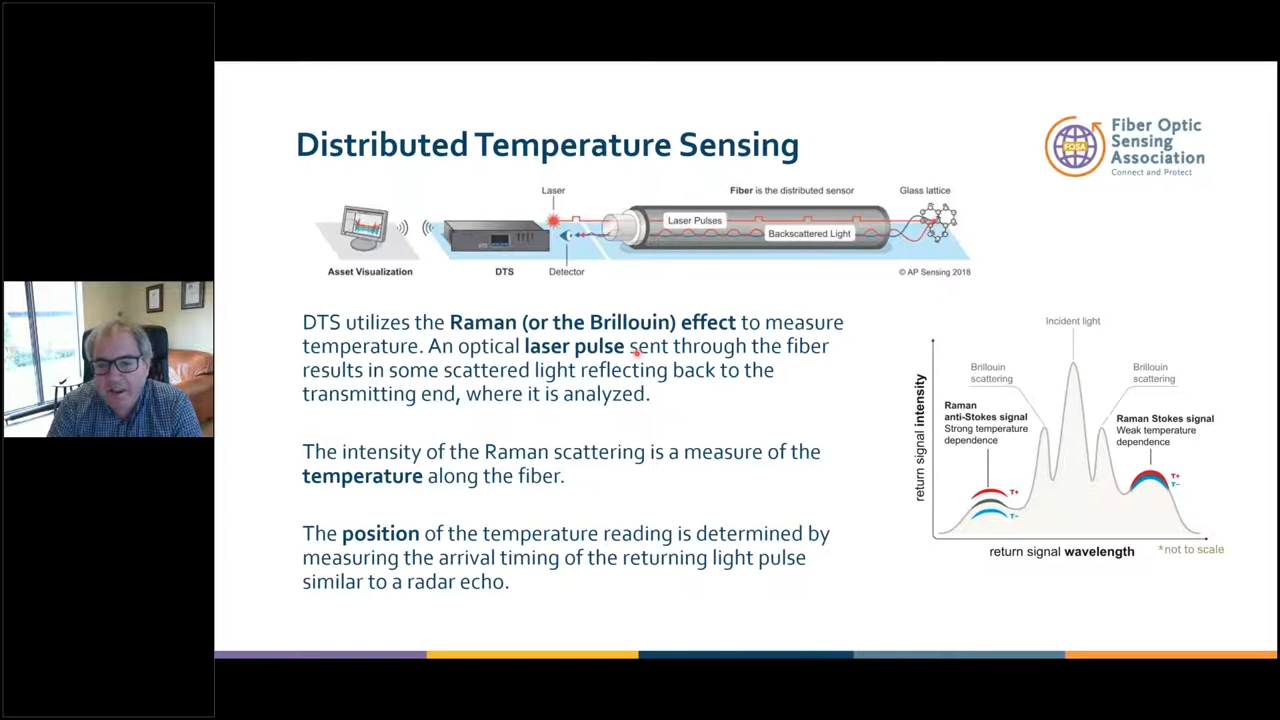 Distributed Temperature Sensing
Fiber Optic
Sensing
Association
Connect and Protect
FOSA
Laser
Fiber is the distributed sensor
Glass lattice
Laser Pulses
Backscattered Light
Asset Visualization
DTS
Detector
© AP Sensing 2018
DTS utilizes the Raman (or the Brillouin) effect to measure
temperature. An optical laser pulse sent through the fiber
results in some scattered light reflecting back to the
transmitting end, where it is analyzed.
The intensity of the Raman scattering is a measure of the
temperature along the fiber.
The position of the temperature reading is determined by
measuring the arrival timing of the returning light pulse
similar to a radar echo.
Incident light
Brillouin
scattering
Brillouin
scattering
Raman
anti-Stokes signal
Strong temperature
dependence
Raman Stokes signal
Weak temperature
dependence
T+
T−
T+
T−
return signal intensity
return signal wavelength
*not to scale